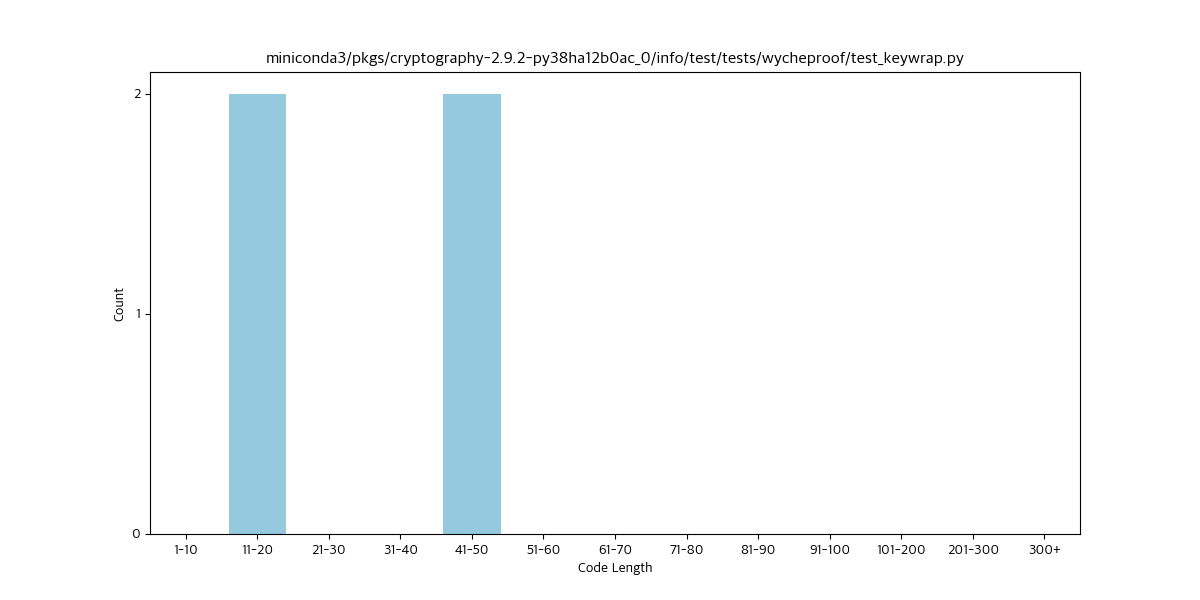 miniconda3/pkgs/cryptography-2.9.2-py38ha12b0ac_0/info/test/tests/wycheproof/test_keywrap.py
2
1
0
Count
1-10 11-20 21-30 31-40 41-50 51-60 61-70 71-80 81-90 91-100 101-200 201-300 300+
Code Length